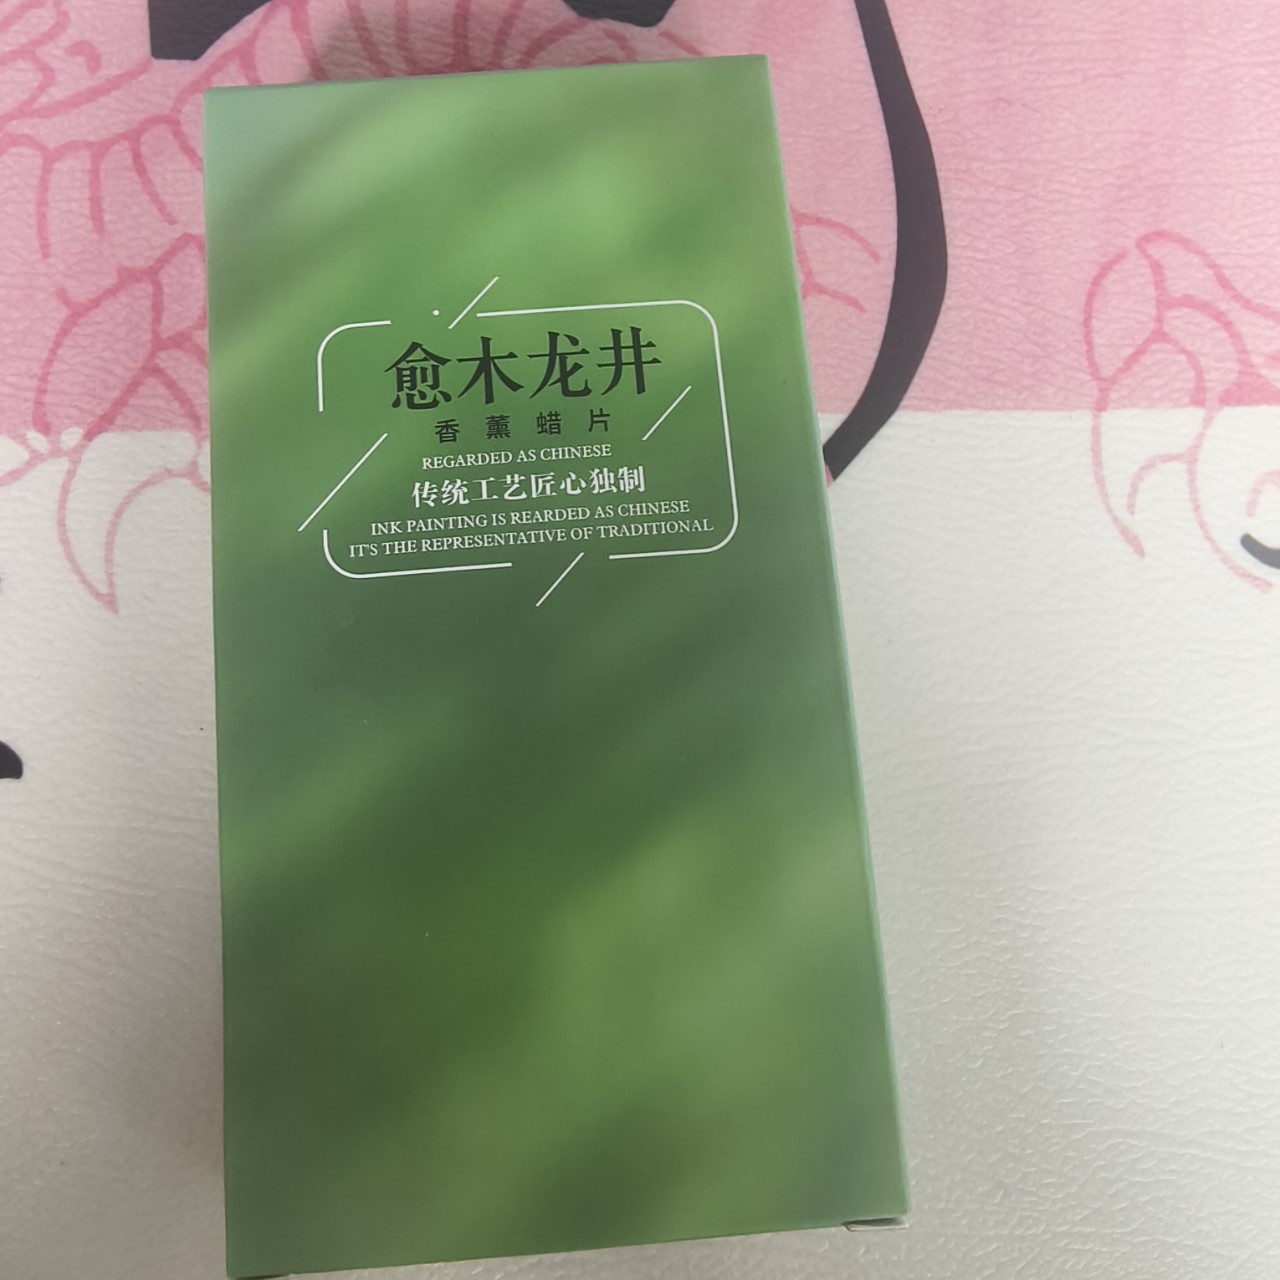 愈木龙井
香薰蜡片
REGARDED AS CHINESE
传统工艺匠心独制
INK PAINTING IS REARDED AS CHINESE
IT'S THE REPRESENTATIVE OF TRADITIONAL